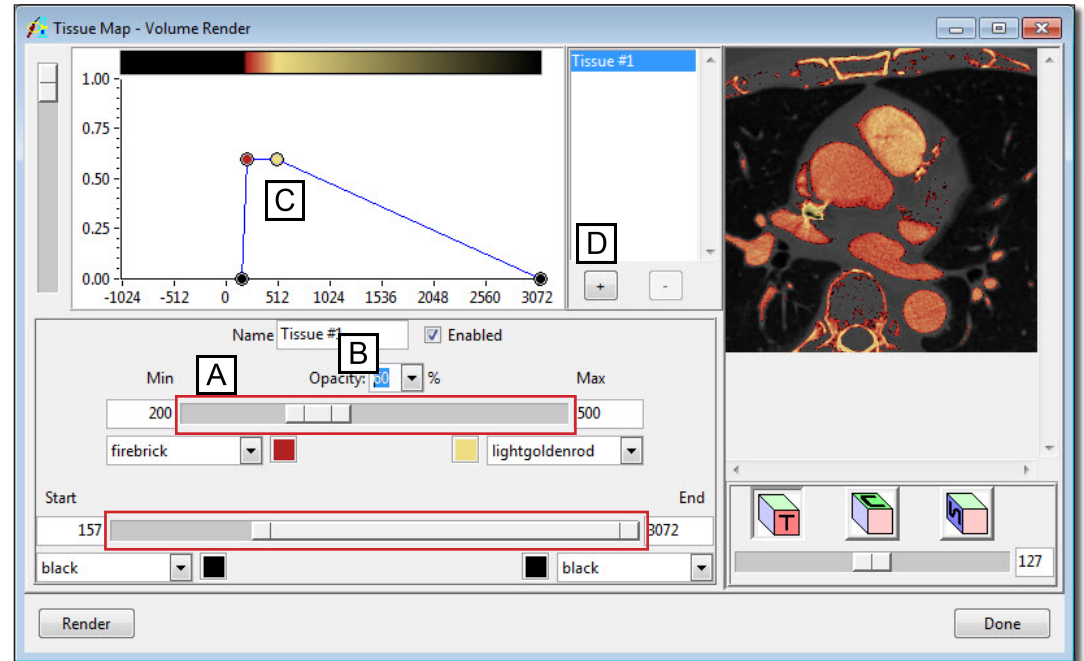 Tissue Map - Volume Render
1.00
0.75
0.50
0.25
0.00
-1024 -512 0 512 1024 1536 2048 2560 3072
C
Tissue #1
D
+ -
Name Tissue #1 Enabled
B
Min A Opacity: 60 % Max
200 500
firebrick lightgoldenrod
Start End
157 3072
black black
T
127
Render Done